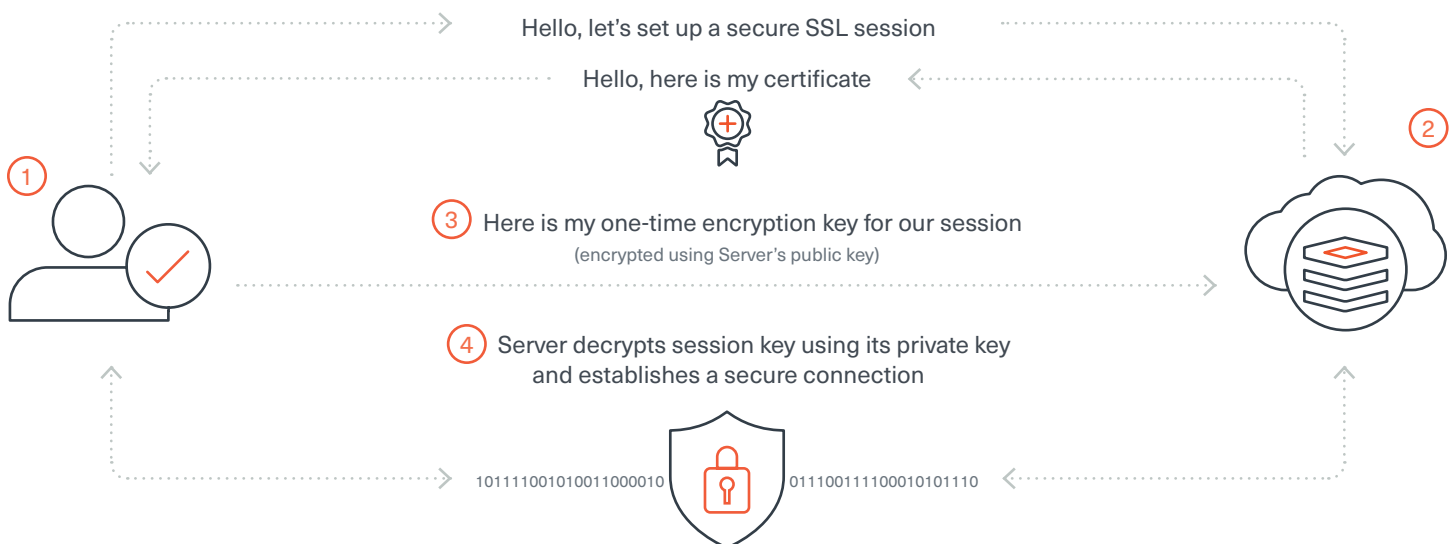 Hello, let’s set up a secure SSL session
Hello, here is my certificate
2
1
3 Here is my one-time encryption key for our session
(encrypted using Server’s public key)
4 Server decrypts session key using its private key
and establishes a secure connection
101111001010011000010 011100111100010101110